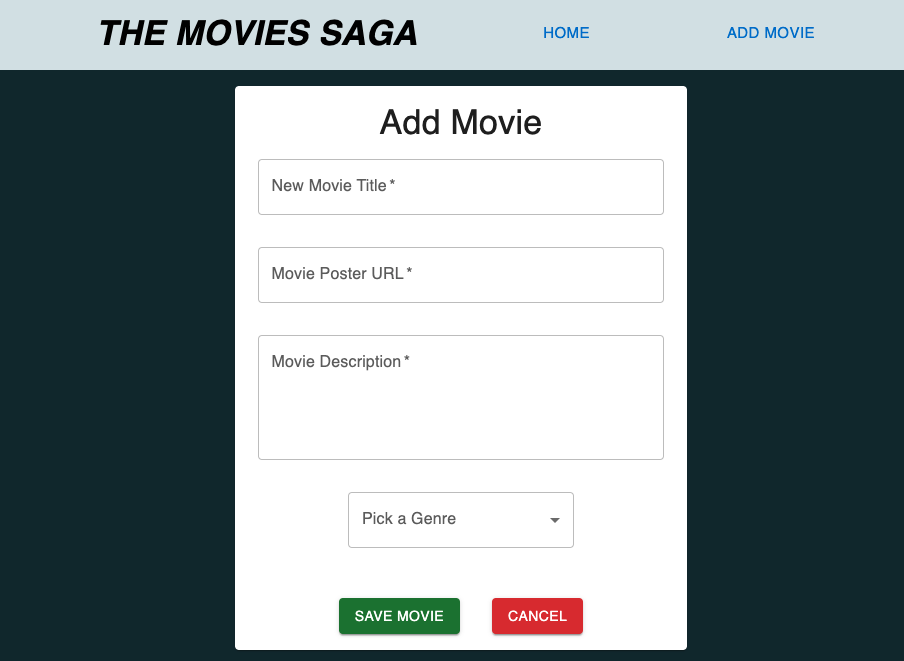 THE MOVIES SAGA HOME ADD MOVIE
Add Movie
New Movie Title *
Movie Poster URL *
Movie Description *
Pick a Genre
SAVE MOVIE CANCEL